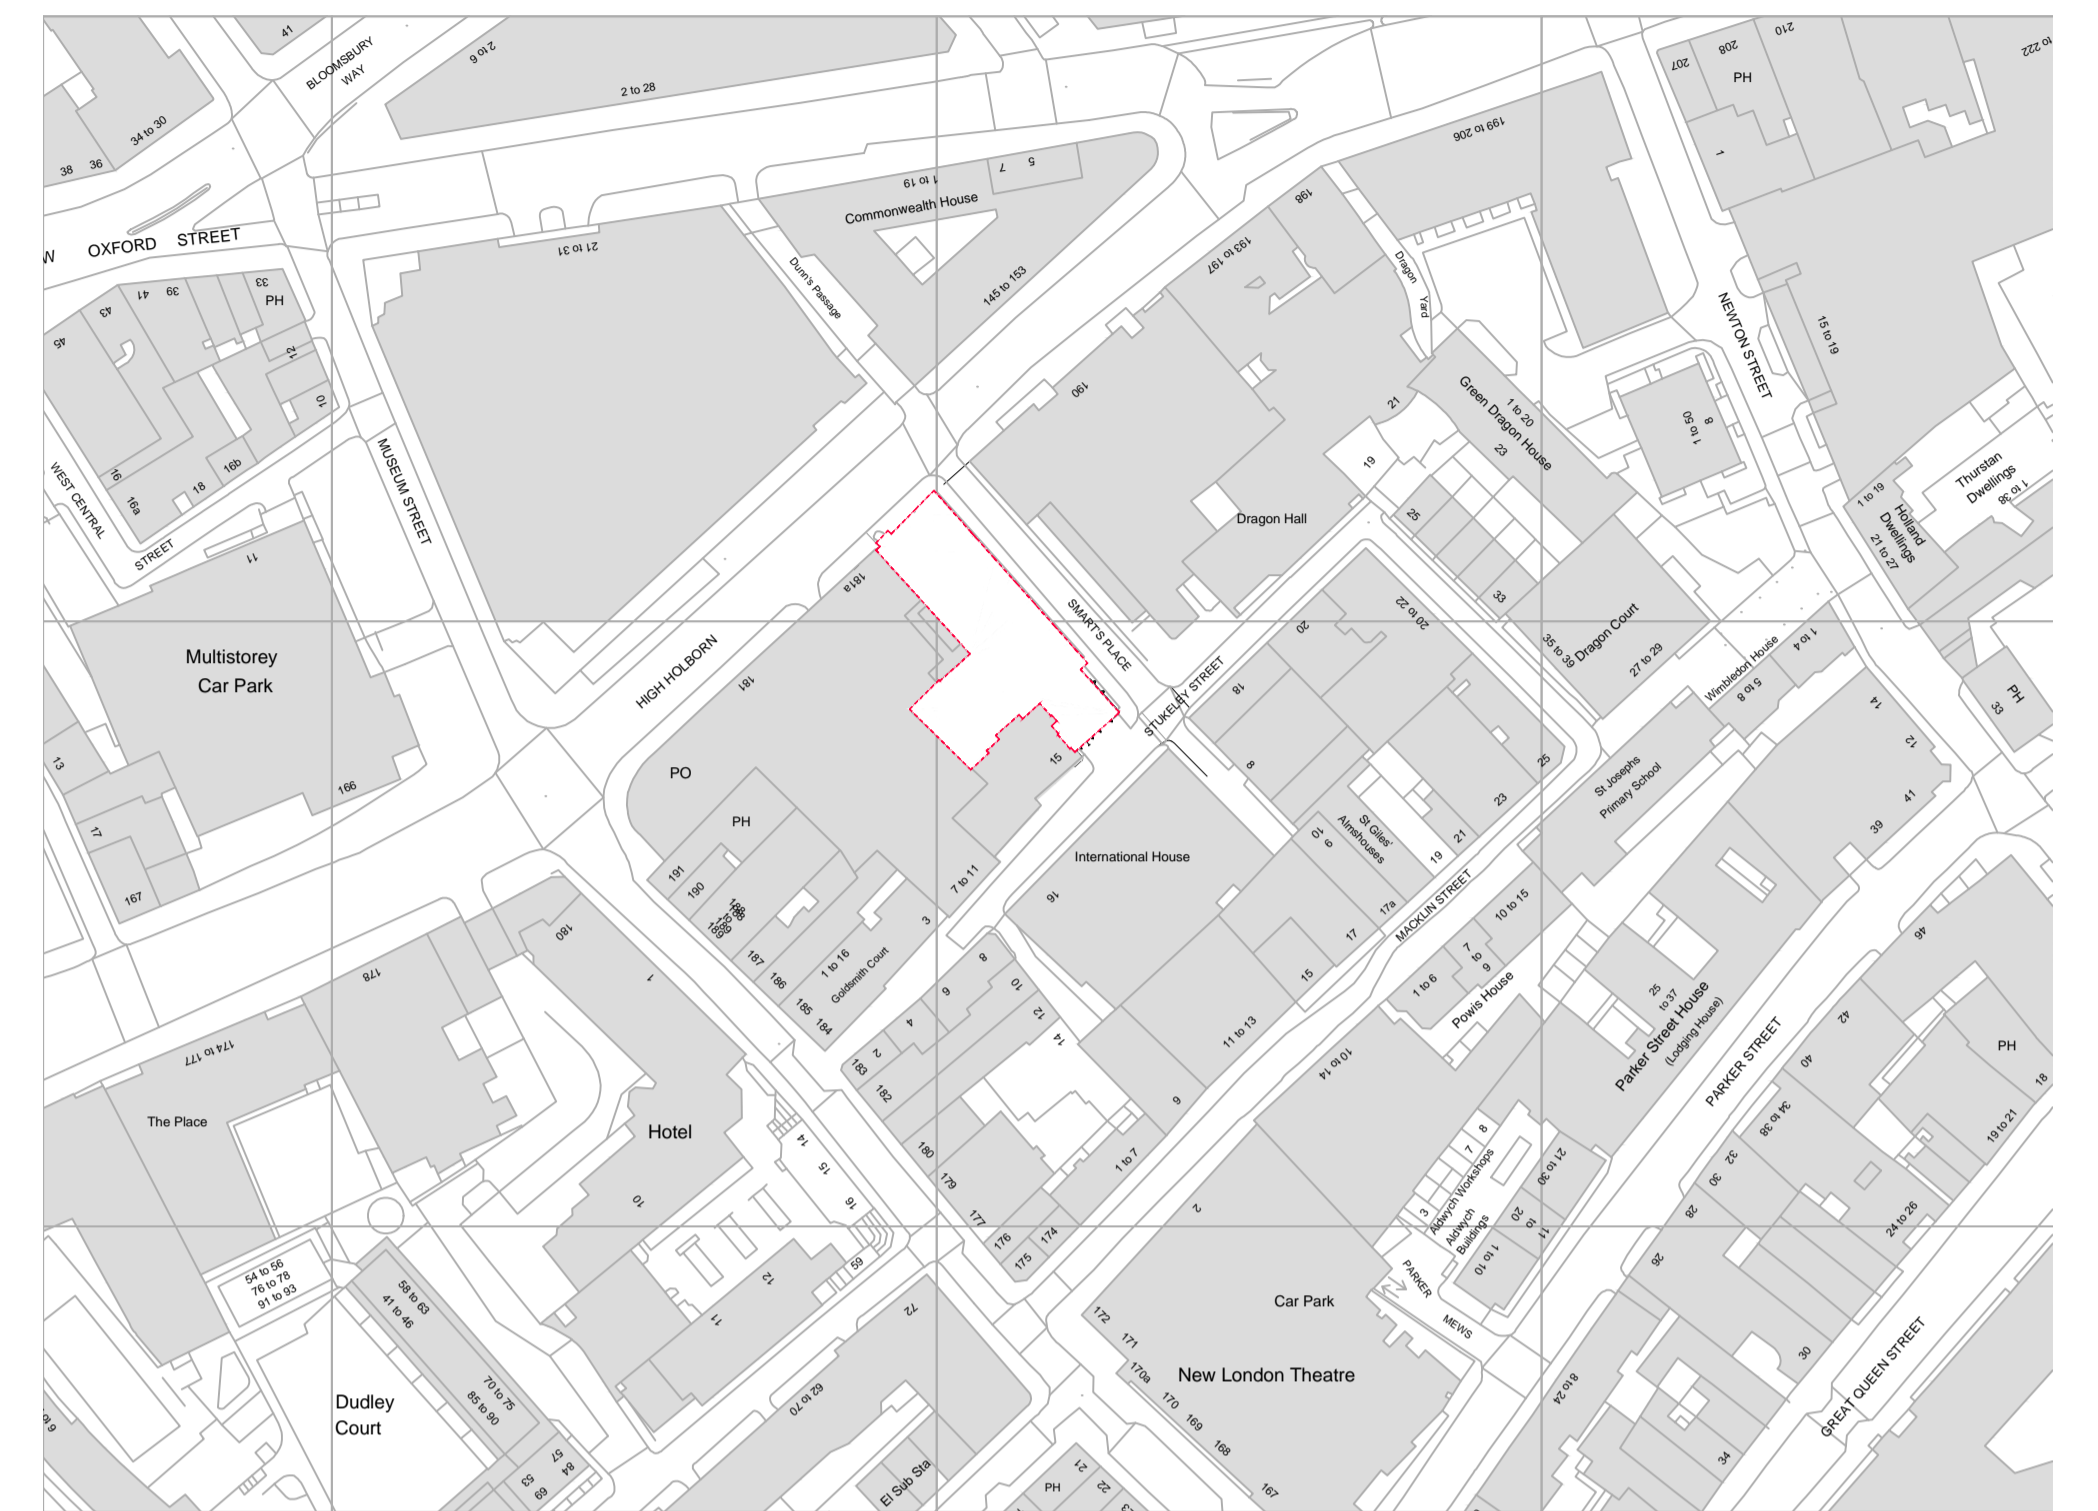 41
BLOOMSBURY
WAY
2 to 6
2 to 28
34 to 30
38
36
207
208
PH
210
222 to
199 to 206
1
1 to 19
7
5
Commonwealth House
198
193 to 197
145 to 153
W OXFORD STREET
21 to 31
Dunn's Passage
Dragon
Yard
NEWTON STREET
15 to 19
45
43
41
39
33
PH
12
10
190
21
Green Dragon House
1 to 20
23
8
1 to 50
16
16a
18
16b
WEST CENTRAL
STREET
MUSEUM STREET
11
19
25
Dragon Hall
33
1 to 19
Holland
Dwellings
21 to 27
Thurstan
Dwellings
1 to 38
181a
SMART'S PLACE
20
20 to 22
35 to 39
Dragon Court
27 to 29
Wimbledon House
1 to 4
5 to 8
PH
33
Multistorey
Car Park
HIGH HOLBORN
181
STUKELEY STREET
18
8
14
12
13
166
PO
15
25
23
St Josephs
Primary School
41
39
17
167
PH
191
190
188
189
187
186
185
184
1 to 16
Goldsmith Court
3
7 to 11
International House
16
10
9
St Giles'
Almshouses
19
21
17a
17
15
MACKLIN STREET
10 to 15
7
to
9
1 to 6
Powis House
46
180
178
1
8
6
4
2
10
12
14
183
182
11 to 13
10 to 14
25
to 37
Parker Street House
(Lodging House)
PARKER STREET
42
40
PH
18
174 to 177
The Place
Hotel
10
14
15
16
180
179
177
176
175
174
1 to 7
9
2
8
7
3
Aldwych Workshops
Aldwych
Buildings
21 to 30
20
to
11
1 to 10
34 to 38
32
30
28
26
19 to 21
24 to 26
54 to 56
76 to 78
91 to 93
58 to 63
41 to 46
70 to 75
85 to 90
59
12
11
72
62 to 70
Car Park
172
171
170a
170
169
168
167
New London Theatre
PARKER
MEWS
8 to 24
30
34
GREAT QUEEN STREET
Dudley
Court
57
84
53
69
El Sub Sta
PH
21
22